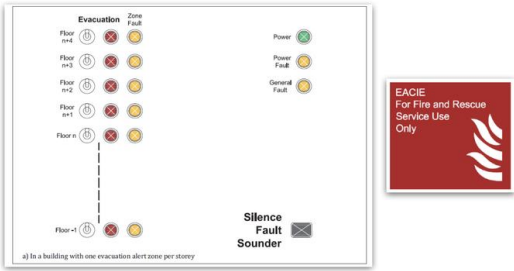 Evacuation
Zone
Fault
Floor
n+4
Floor
n+3
Floor
n+2
Floor
n+1
Floor n
Floor -1
Power
Power
Fault
General
Fault
Silence
Fault
Sounder
a) In a building with one evacuation alert zone per storey
EACIE
For Fire and Rescue
Service Use
Only